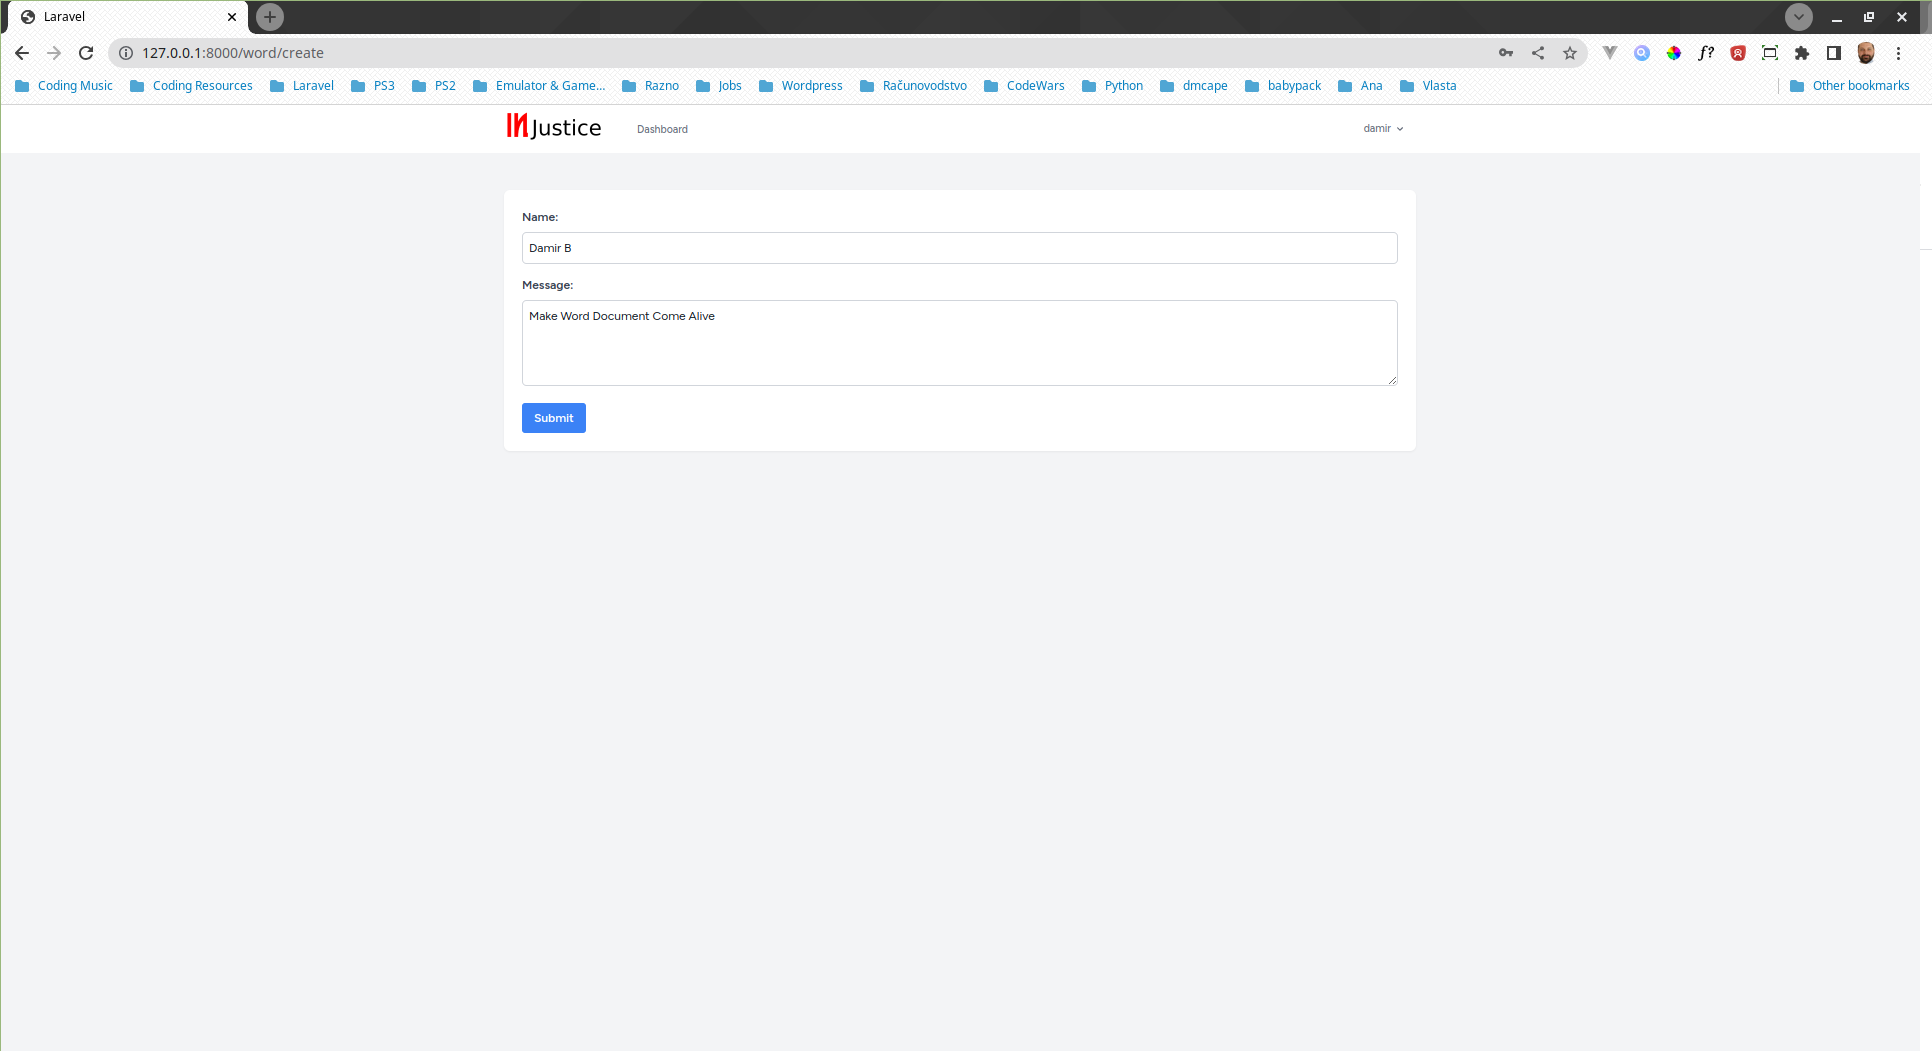 Laravel
127.0.0.1:8000/word/create
f?
Coding Music Coding Resources Laravel PS3 PS2 Emulator & Game... Razno Jobs Wordpress Računovodstvo CodeWars Python dmcape babypack Ana Vlasta Other bookmarks
INJustice Dashboard damir
Name:
Damir B
Message:
Make Word Document Come Alive
Submit